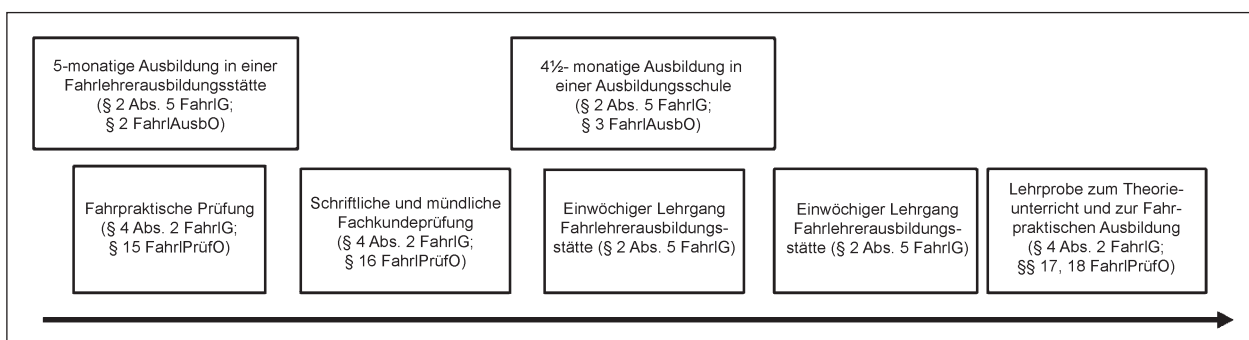 5-monatige Ausbildung in einer
Fahrlehrerausbildungsstätte
(§ 2 Abs. 5 FahrlG;
§ 2 FahrlAusbO)
4½- monatige Ausbildung in
einer Ausbildungsschule
(§ 2 Abs. 5 FahrlG;
§ 3 FahrlAusbO)
Fahrpraktische Prüfung
(§ 4 Abs. 2 FahrlG;
§ 15 FahrlPrüfO)
Schriftliche und mündliche
Fachkundeprüfung
(§ 4 Abs. 2 FahrlG;
§ 16 FahrlPrüfO)
Einwöchiger Lehrgang
Fahrlehrerausbildungs-
stätte (§ 2 Abs. 5 FahrlG)
Einwöchiger Lehrgang
Fahrlehrerausbildungs-
stätte (§ 2 Abs. 5 FahrlG)
Lehrprobe zum Theorie-
unterricht und zur Fahr-
praktischen Ausbildung
(§ 4 Abs. 2 FahrlG;
§§ 17, 18 FahrlPrüfO)